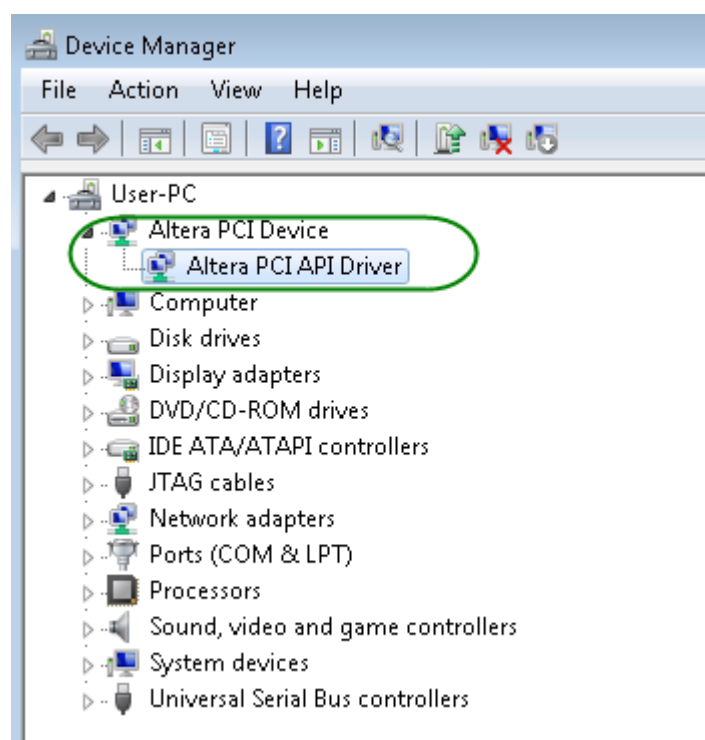 Device Manager
File Action View Help
User-PC
Altera PCI Device
Altera PCI API Driver
Computer
Disk drives
Display adapters
DVD/CD-ROM drives
IDE ATA/ATAPI controllers
JTAG cables
Network adapters
Ports (COM & LPT)
Processors
Sound, video and game controllers
System devices
Universal Serial Bus controllers